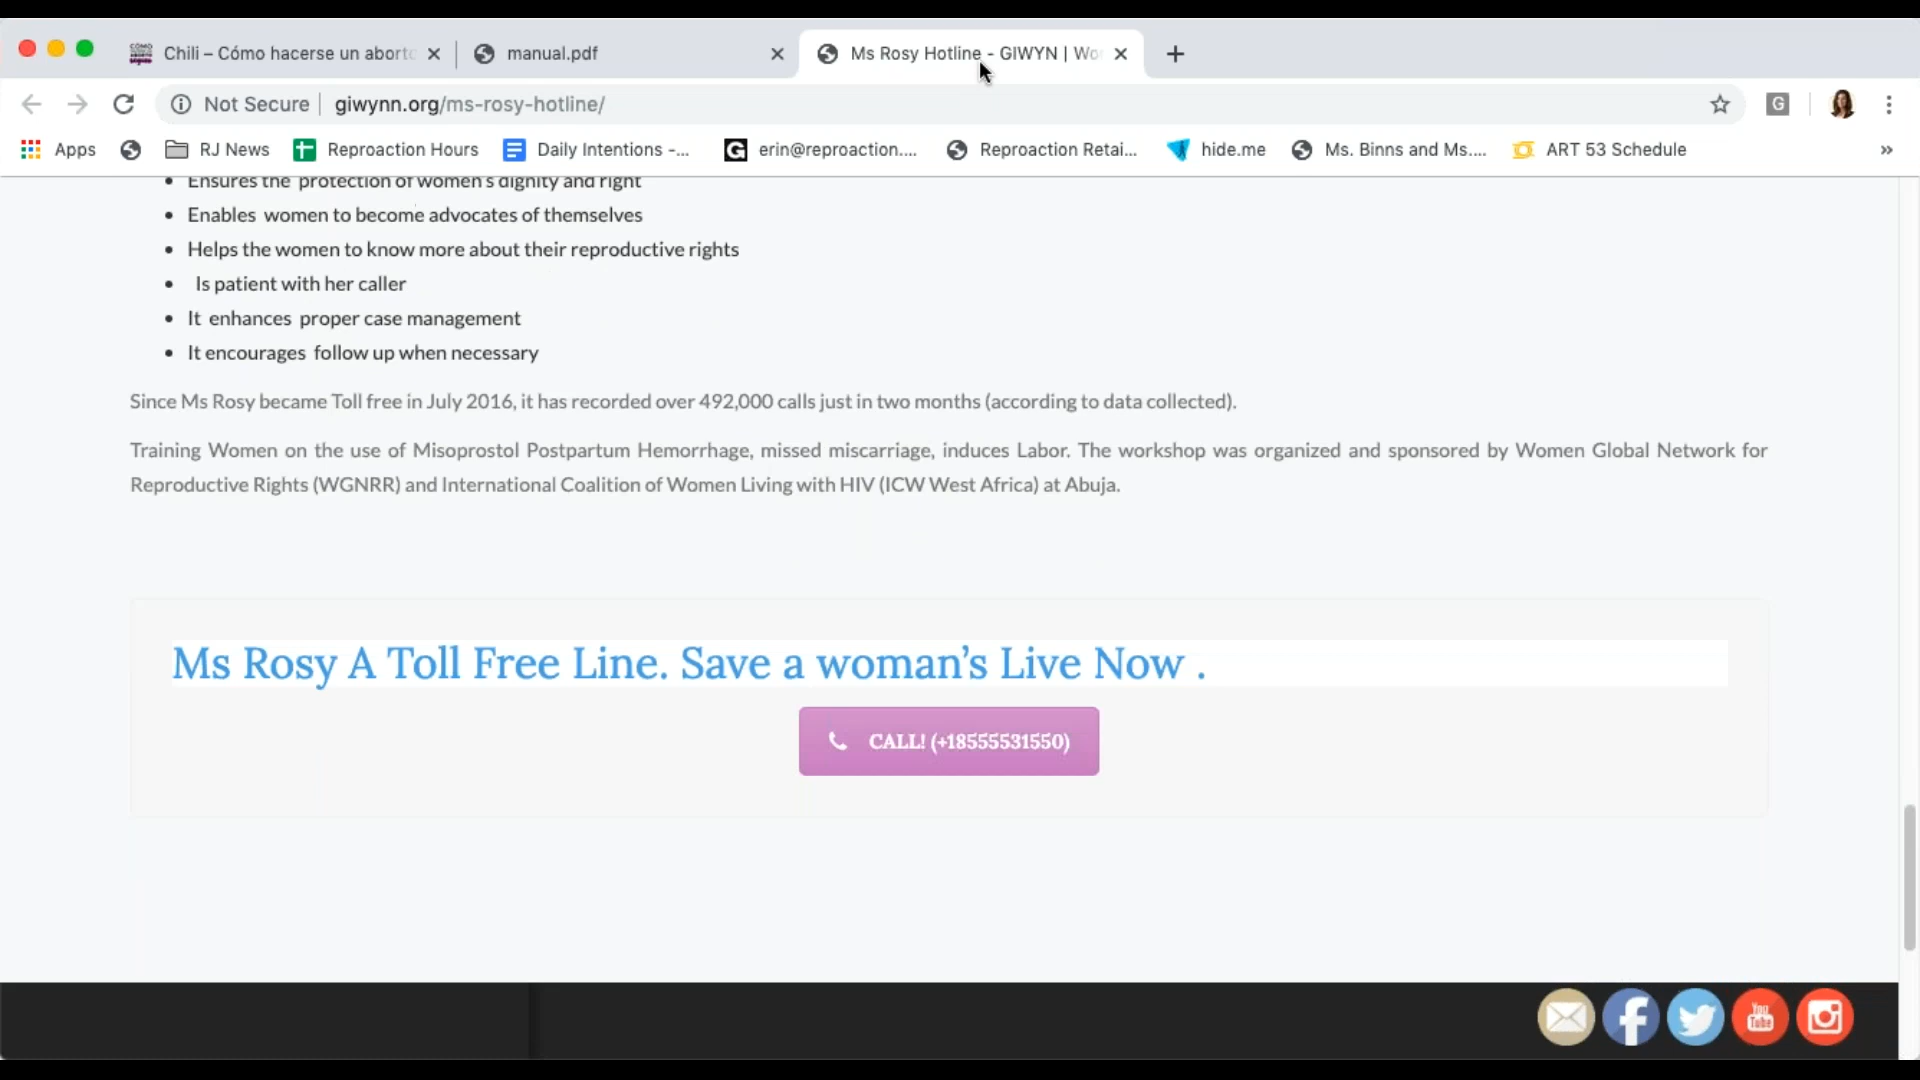 Chili – Cómo hacerse un aborto
manual.pdf
Ms Rosy Hotline - GIWYN | Wo
Not Secure
giwynn.org/ms-rosy-hotline/
G
Apps
RJ News
Reproaction Hours
Daily Intentions -...
G
erin@reproaction....
Reproaction Retai...
hide.me
Ms. Binns and Ms....
ART 53 Schedule
»
• Ensures the protection of women's dignity and right
• Enables women to become advocates of themselves
• Helps the women to know more about their reproductive rights
• Is patient with her caller
• It enhances proper case management
• It encourages follow up when necessary
Since Ms Rosy became Toll free in July 2016, it has recorded over 492,000 calls just in two months (according to data collected).
Training Women on the use of Misoprostol Postpartum Hemorrhage, missed miscarriage, induces Labor. The workshop was organized and sponsored by Women Global Network for
Reproductive Rights (WGNRR) and International Coalition of Women Living with HIV (ICW West Africa) at Abuja.
Ms Rosy A Toll Free Line. Save a woman's Live Now .
CALL! (+18555531550)
You Tube